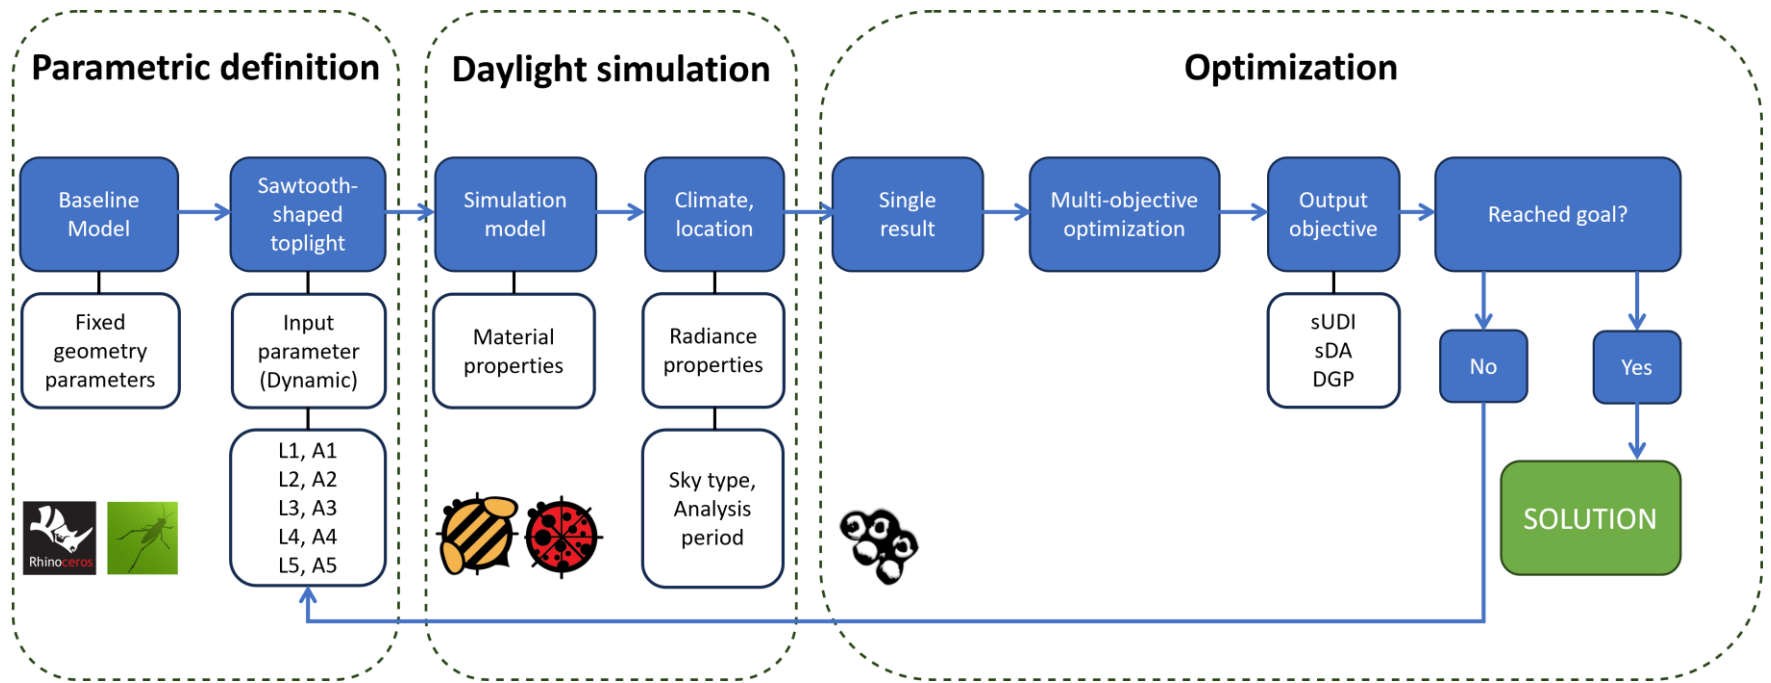 Parametric definition
Daylight simulation
Optimization
Baseline
Model
Sawtooth-
shaped
toplight
Simulation
model
Climate,
location
Single
result
Multi-objective
optimization
Output
objective
Reached goal?
Fixed
geometry
parameters
Input
parameter
(Dynamic)
Material
properties
Radiance
properties
sUDI
sDA
DGP
No
Yes
L1, A1
L2, A2
L3, A3
L4, A4
L5, A5
Sky type,
Analysis
period
SOLUTION
Rhinoceros